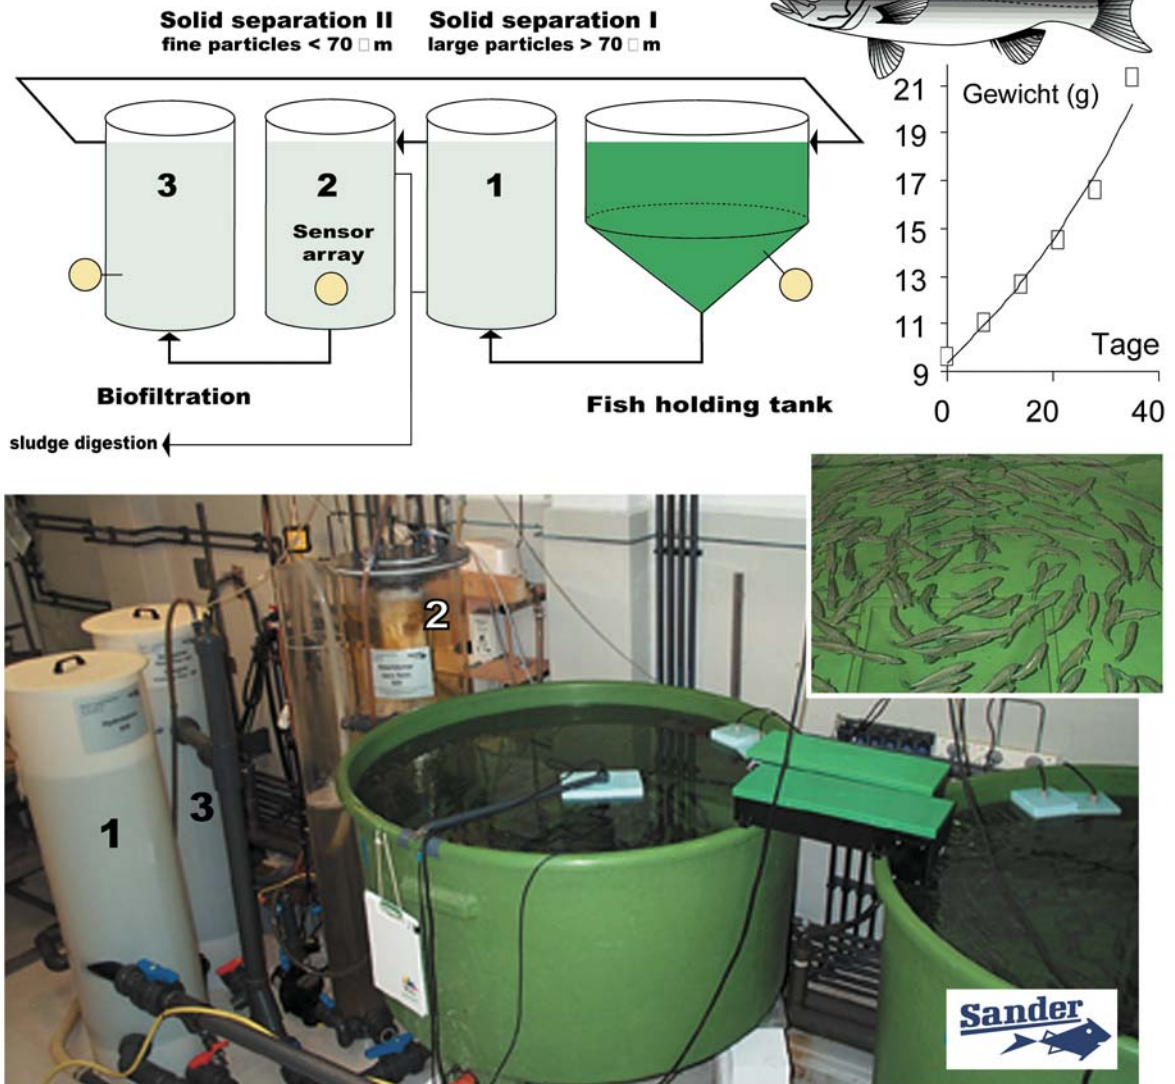 Solid separation II
fine particles < 70 □ m
Solid separation I
large particles > 70 □ m
3
2
1
Sensor
array
Biofiltration
Fish holding tank
sludge digestion
Gewicht (g)
21
19
17
15
13
11
9
Tage
0
20
40
2
3
1
Sander